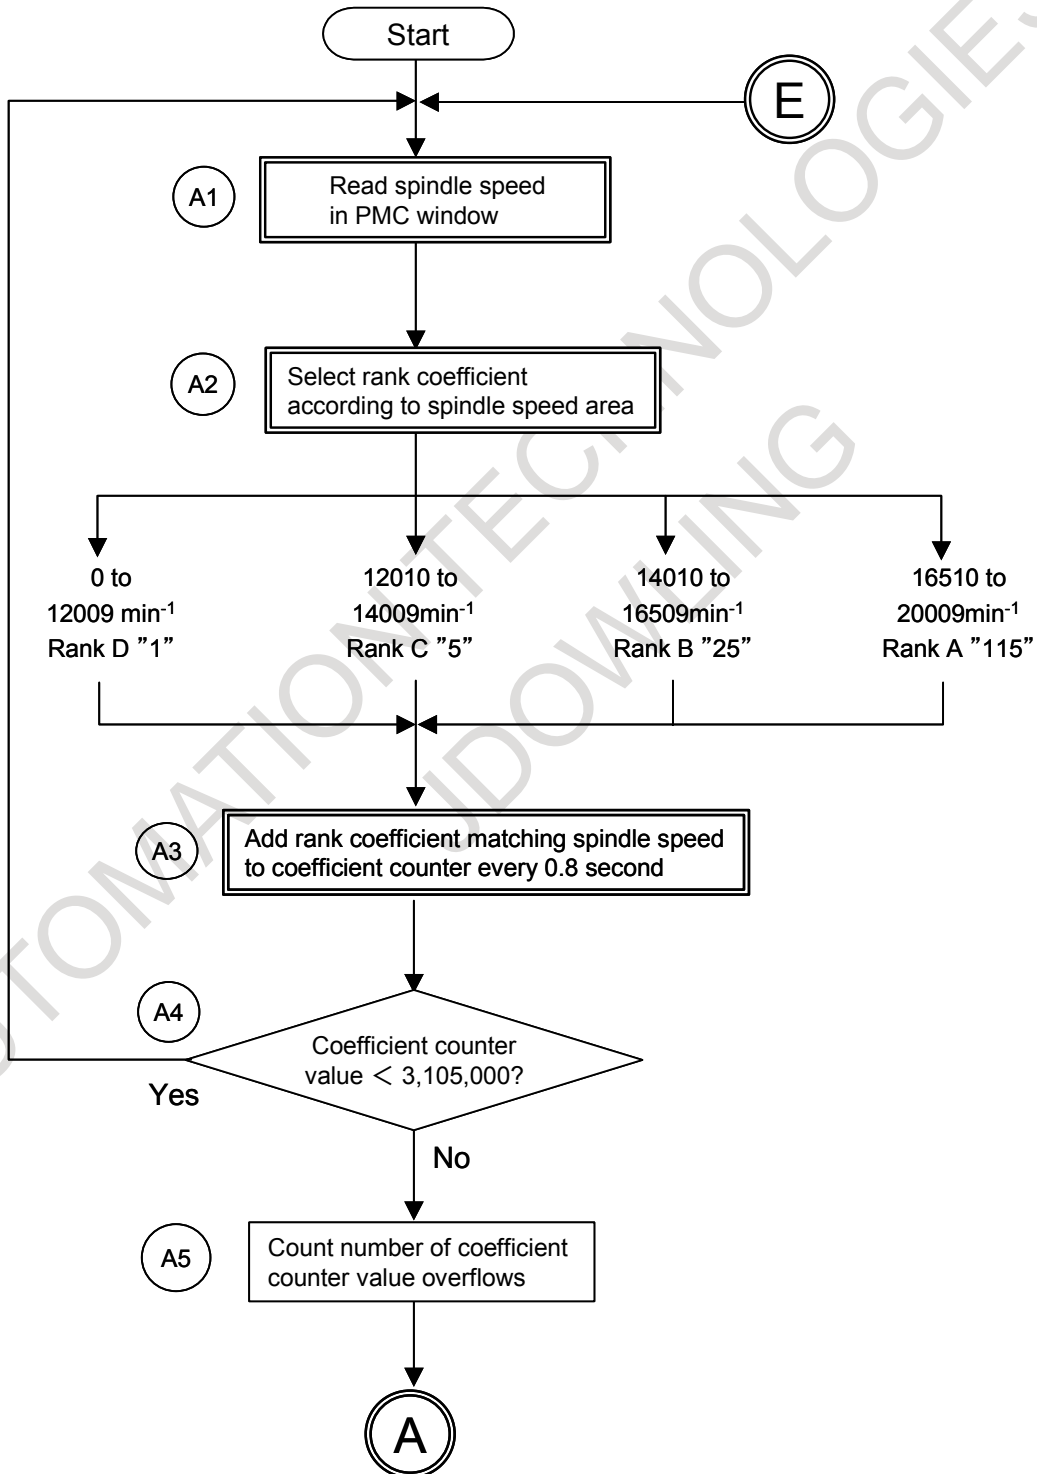 Start
E
A1
Read spindle speed
in PMC window
A2
Select rank coefficient
according to spindle speed area
0 to
12009 min-1
Rank D ”1”
12010 to
14009min-1
Rank C ”5”
14010 to
16509min-1
Rank B ”25”
16510 to
20009min-1
Rank A ”115”
A3
Add rank coefficient matching spindle speed
to coefficient counter every 0.8 second
A4
Coefficient counter
value < 3,105,000?
Yes
No
A5
Count number of coefficient
counter value overflows
A
UTOMATION TECHNOLOGIES
JDOWLING